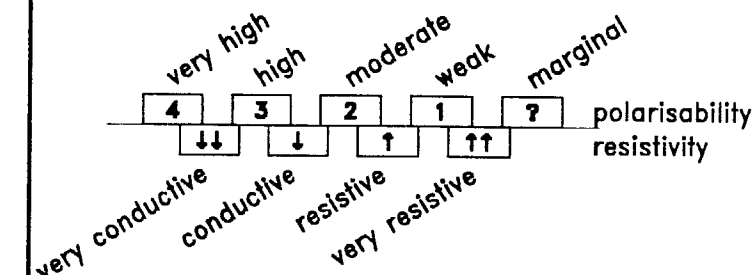 very high
high
moderate
weak
marginal
4
3
2
1
?
polarisability
↓↓
↓
↑
↑↑
resistivity
very conductive
conductive
resistive
very resistive